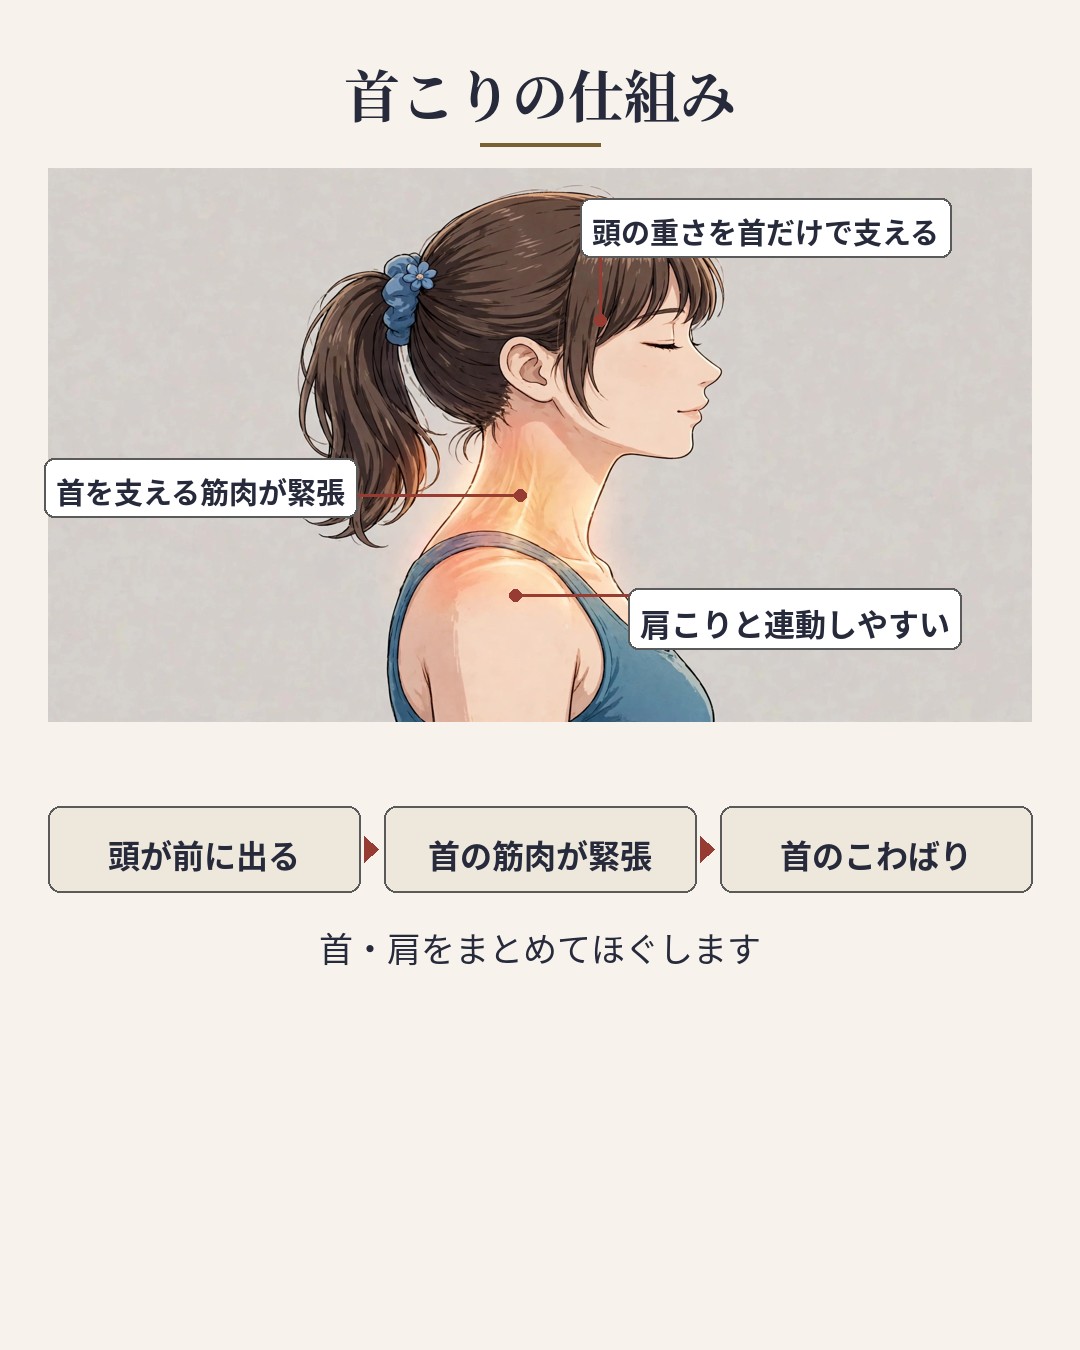 首こりの仕組み
頭の重さを首だけで支える
首を支える筋肉が緊張
肩こりと連動しやすい
頭が前に出る
首の筋肉が緊張
首のこわばり
首・肩をまとめてほぐします